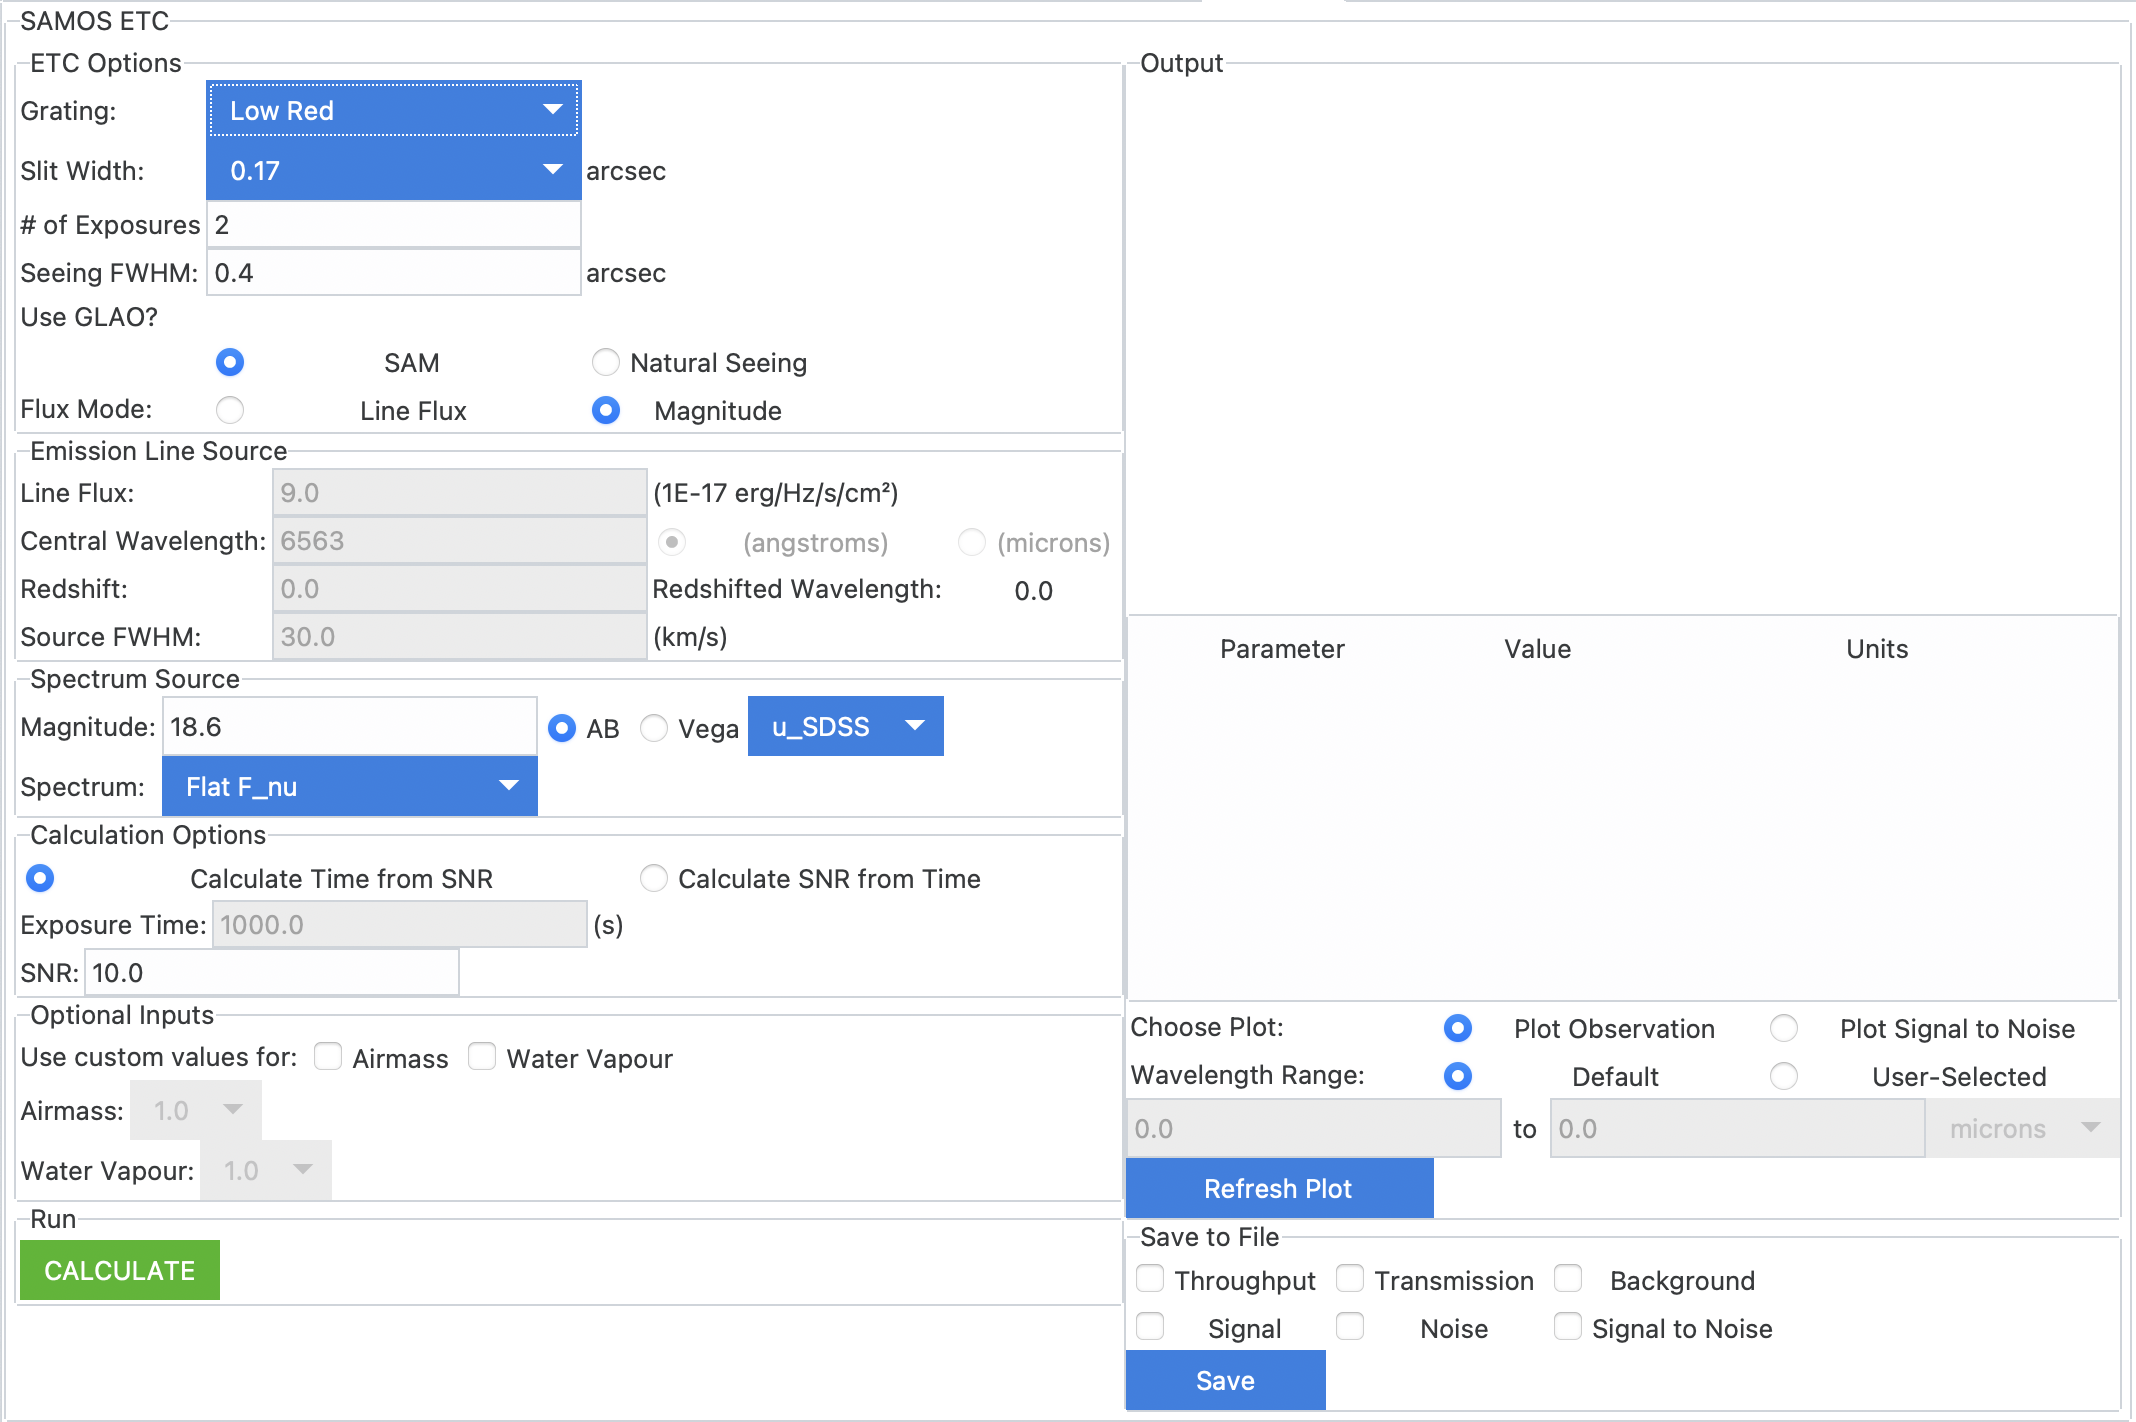 SAMOS ETC
ETC Options
Grating: Low Red
Slit Width: 0.17 arcsec
# of Exposures 2
Seeing FWHM: 0.4 arcsec
Use GLAO?
SAM Natural Seeing
Flux Mode: Line Flux Magnitude
Emission Line Source
Line Flux: 9.0 (1E-17 erg/Hz/s/cm²)
Central Wavelength: 6563 (angstroms) (microns)
Redshift: 0.0 Redshifted Wavelength: 0.0
Source FWHM: 30.0 (km/s)
Spectrum Source
Magnitude: 18.6 AB Vega u_SDSS
Spectrum: Flat F_nu
Calculation Options
Calculate Time from SNR Calculate SNR from Time
Exposure Time: 1000.0 (s)
SNR: 10.0
Optional Inputs
Use custom values for: Airmass Water Vapour
Airmass: 1.0
Water Vapour: 1.0
Run
CALCULATE
Output
Parameter Value Units
Choose Plot: Plot Observation Plot Signal to Noise
Wavelength Range: Default User-Selected
0.0 to 0.0 microns
Refresh Plot
Save to File
Throughput Transmission Background
Signal Noise Signal to Noise
Save